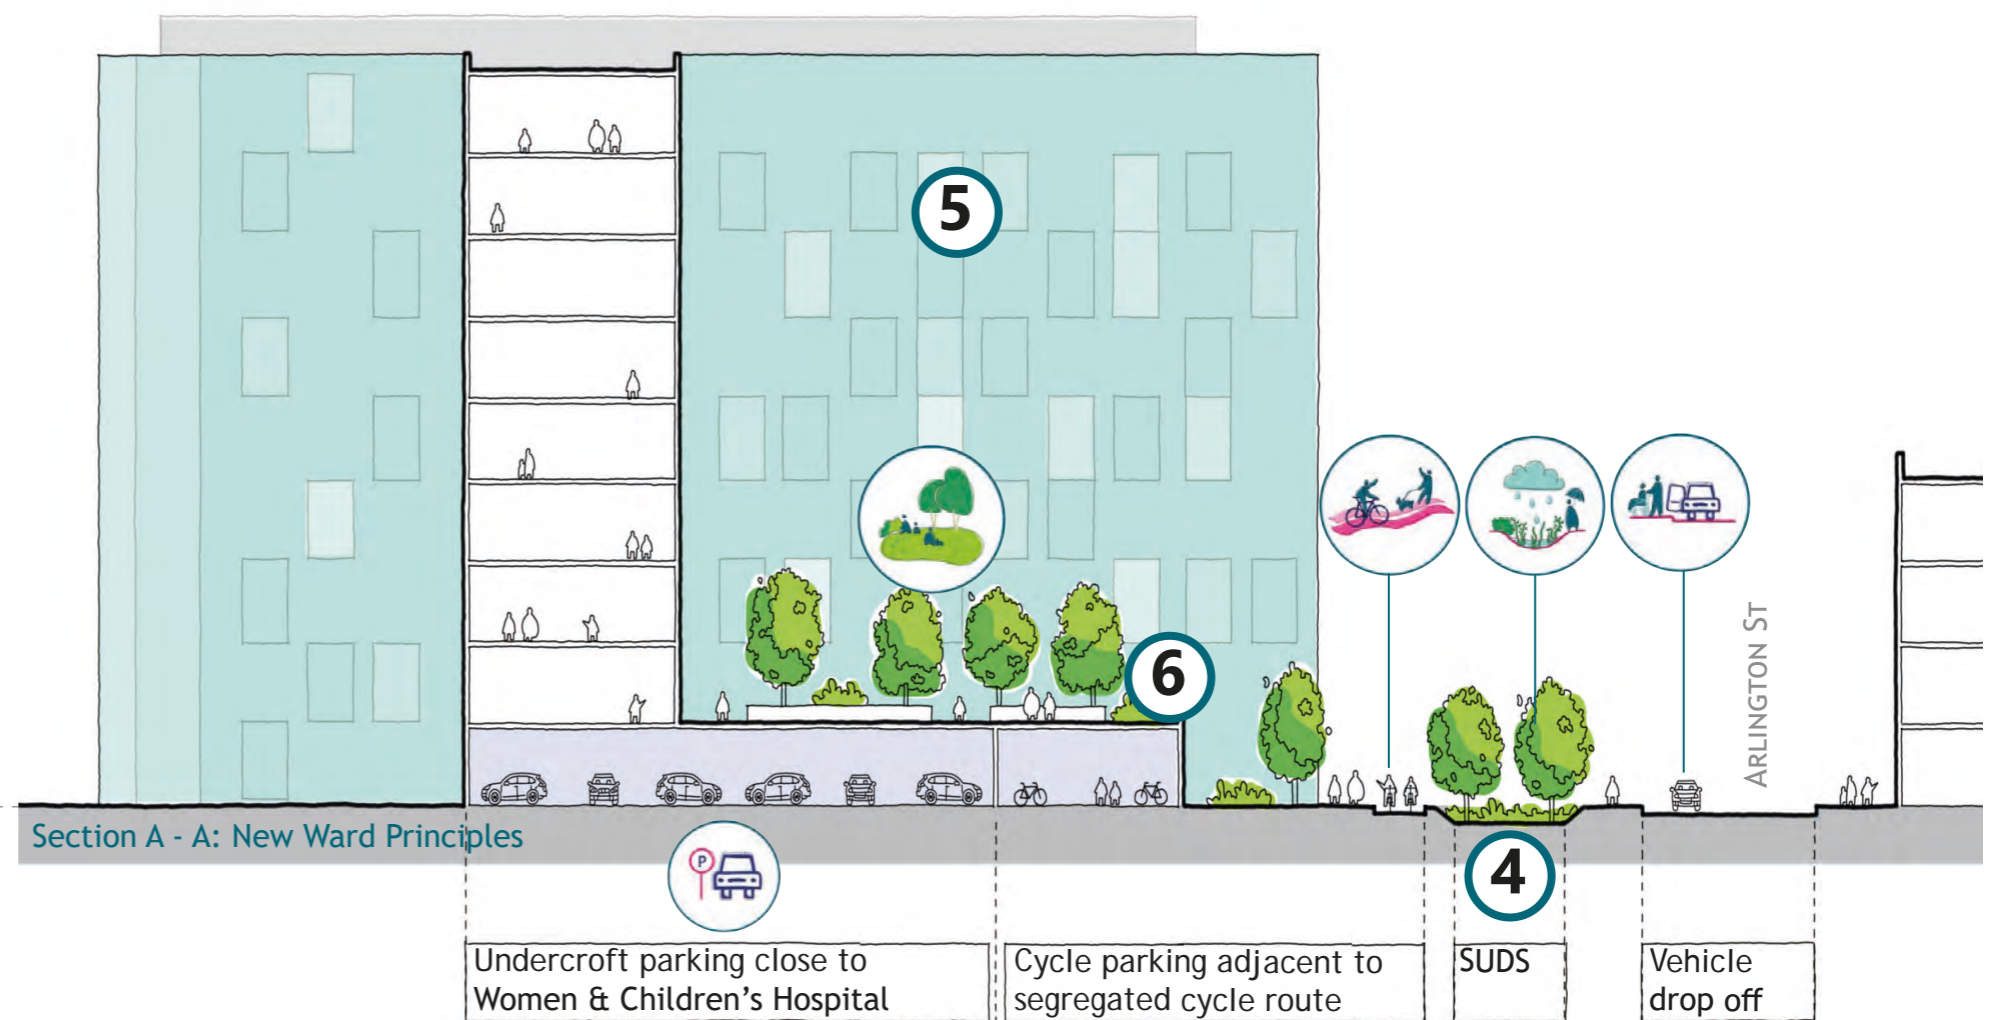 5
6
ARLINGTON ST
Section A - A: New Ward Principles
P
4
Undercroft parking close to
Women & Children's Hospital
Cycle parking adjacent to
segregated cycle route
SUDS
Vehicle
drop off